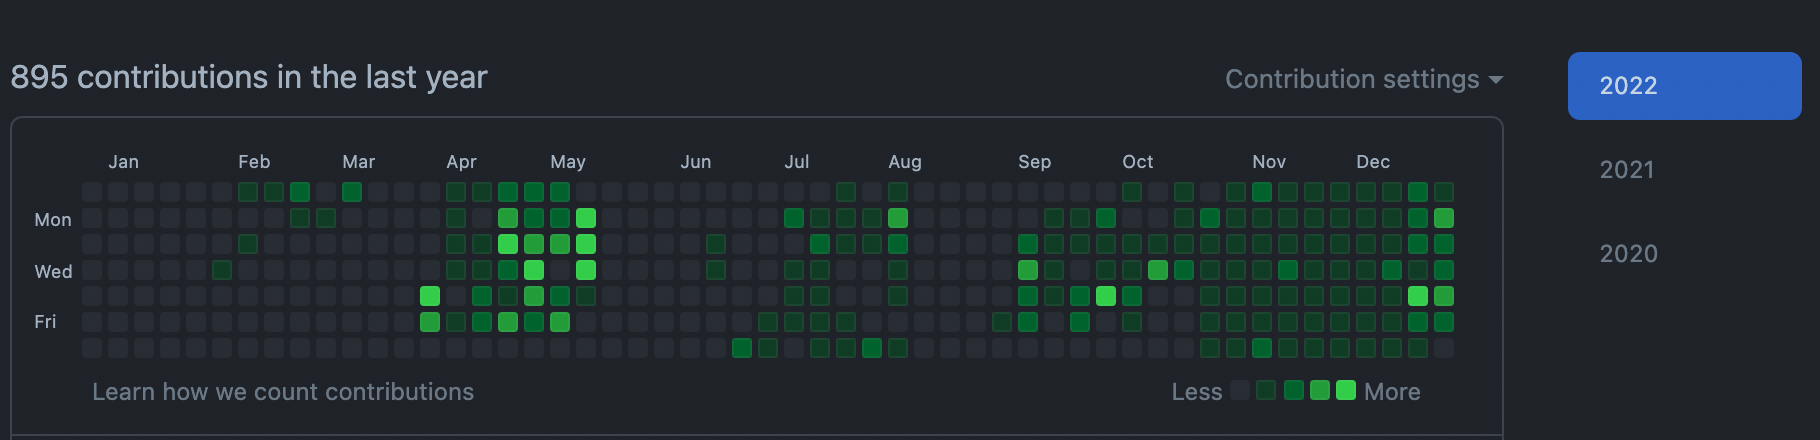 895 contributions in the last year
Contribution settings
2022
2021
2020
Jan Feb Mar Apr May Jun Jul Aug Sep Oct Nov Dec
Mon
Wed
Fri
Learn how we count contributions
Less More